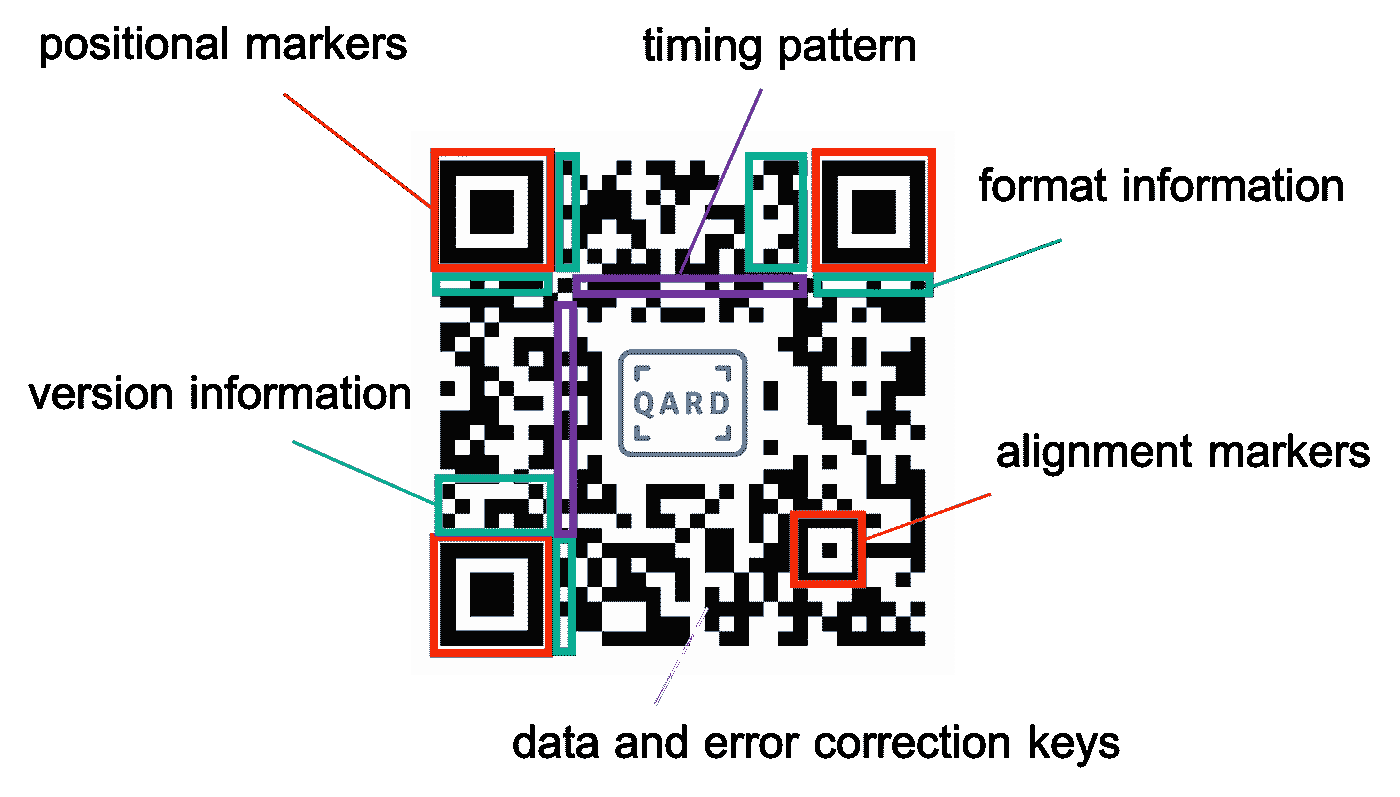 positional markers
timing pattern
format information
version information
QARD
alignment markers
data and error correction keys